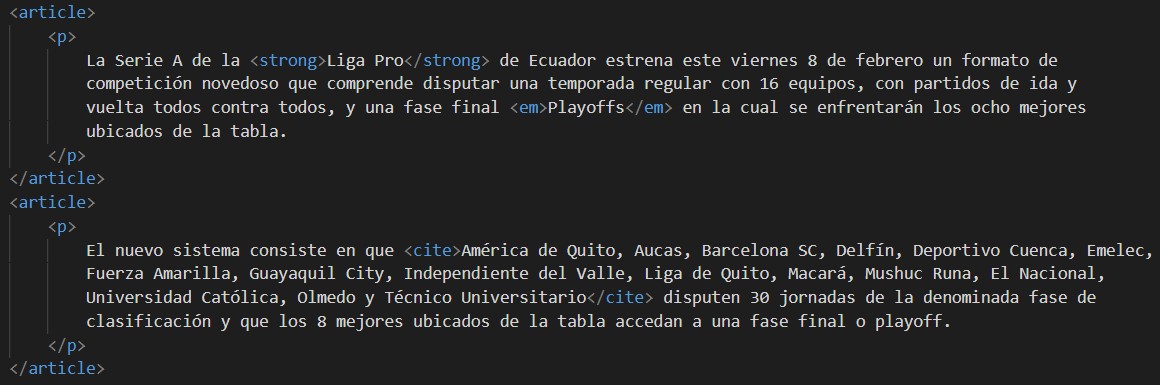 <article>
<p>
La Serie A de la <strong>Liga Pro</strong> de Ecuador estrena este viernes 8 de febrero un formato de
competición novedoso que comprende disputar una temporada regular con 16 equipos, con partidos de ida y
vuelta todos contra todos, y una fase final <em>Playoffs</em> en la cual se enfrentarán los ocho mejores
ubicados de la tabla.
</p>
</article>
<article>
<p>
El nuevo sistema consiste en que <cite>América de Quito, Aucas, Barcelona SC, Delfín, Deportivo Cuenca, Emelec,
Fuerza Amarilla, Guayaquil City, Independiente del Valle, Liga de Quito, Macará, Mushuc Runa, El Nacional,
Universidad Católica, Olmedo y Técnico Universitario</cite> disputen 30 jornadas de la denominada fase de
clasificación y que los 8 mejores ubicados de la tabla accedan a una fase final o playoff.
</p>
</article>